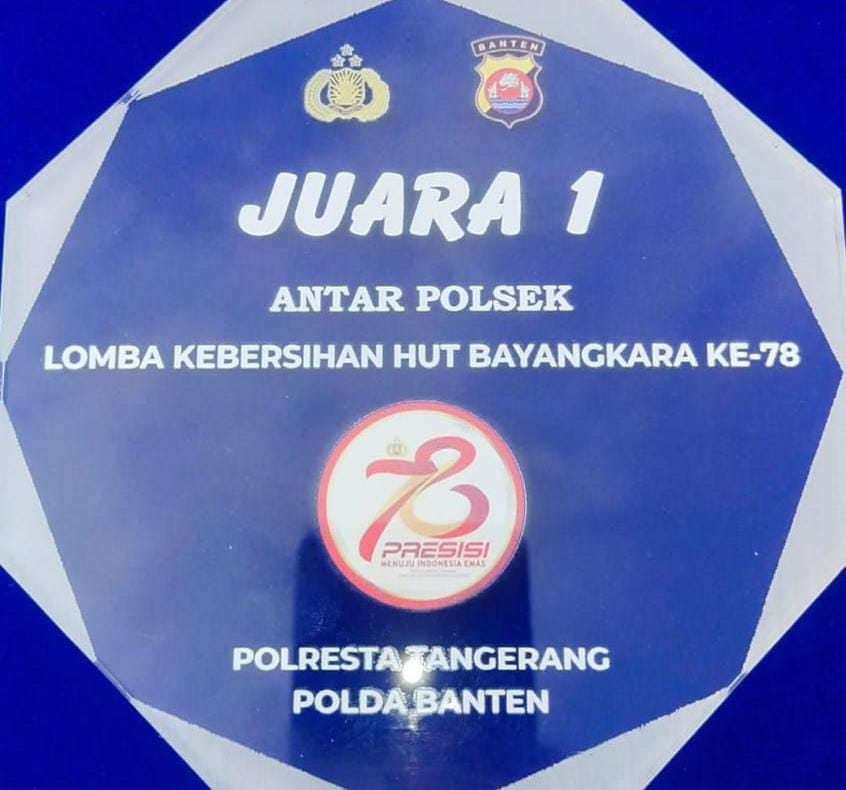 BANTEN
JUARA 1
ANTAR POLSEK
LOMBA KEBERSIHAN HUT BAYANGKARA KE-78
78
PRESISI
MENUJU INDONESIA EMAS
POLRESTA TANGERANG
POLDA BANTEN